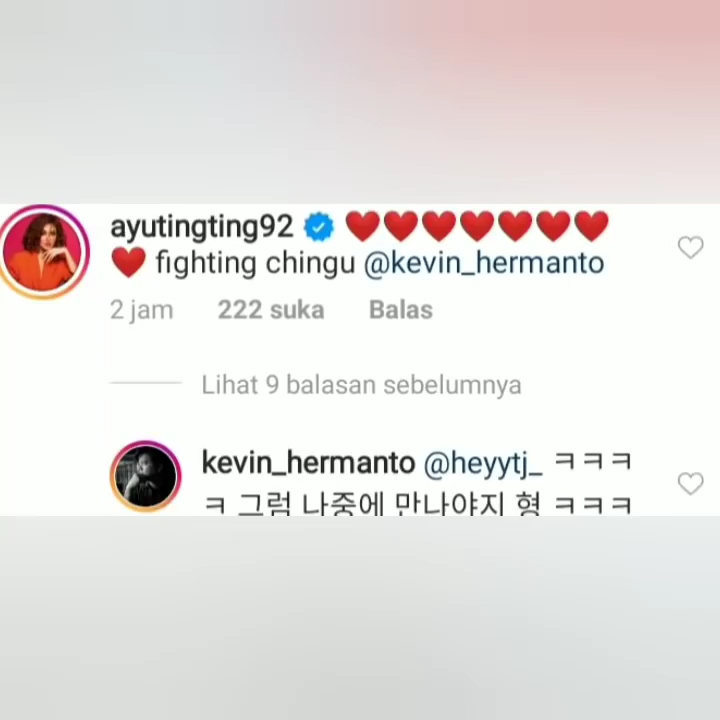 ayutingting92 ❤️❤️❤️❤️❤️❤️❤️
❤️ fighting chingu @kevin_hermanto
2 jam 222 suka Balas
Lihat 9 balasan sebelumnya
kevin_hermanto @heyytj_ ㅋㅋㅋ
ㅋ 그럼 나중에 만나야지 형 ㅋㅋㅋ